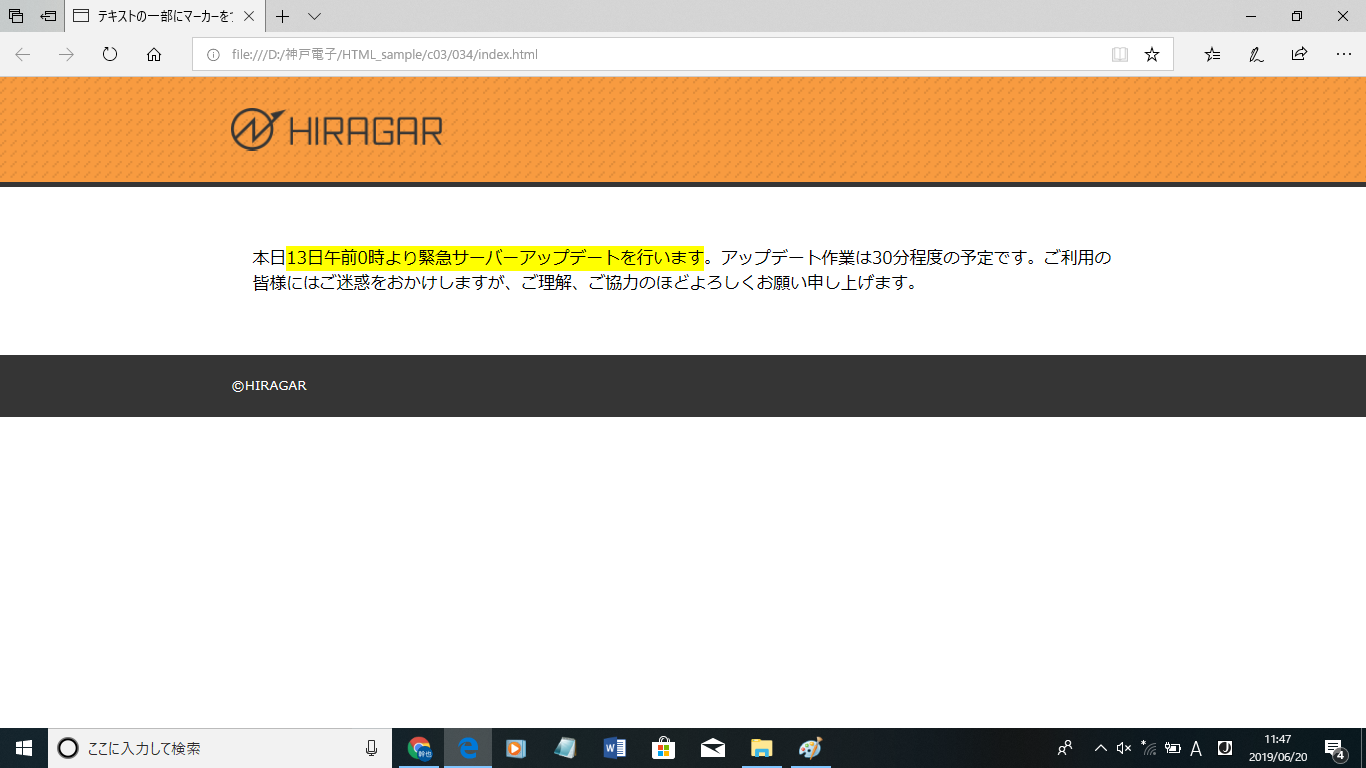 テキストの一部にマーカーを
file:///D:/神戸電子/HTML_sample/c03/034/index.html
HIRAGAR
本日13日午前0時より緊急サーバーアップデートを行います。アップデート作業は30分程度の予定です。ご利用の
皆様にはご迷惑をおかけしますが、ご理解、ご協力のほどよろしくお願い申し上げます。
©HIRAGAR
ここに入力して検索
A
11:47
2019/06/20
4